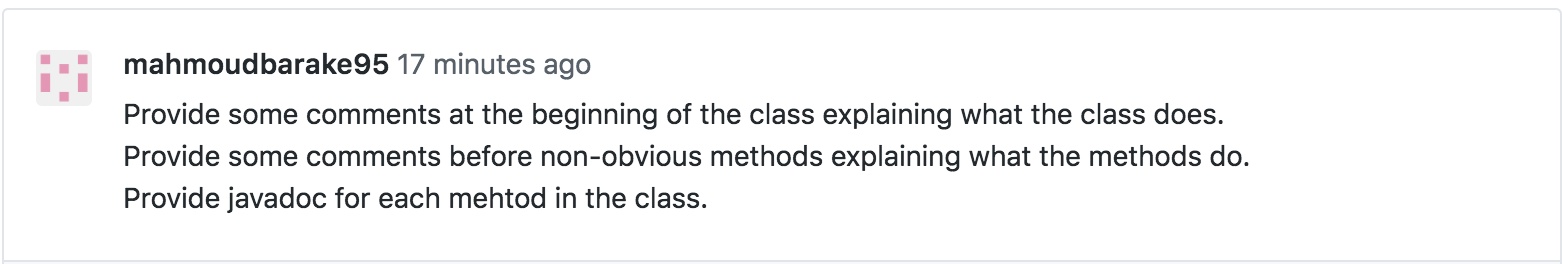 mahmoudbarake95 17 minutes ago
Provide some comments at the beginning of the class explaining what the class does.
Provide some comments before non-obvious methods explaining what the methods do.
Provide javadoc for each mehtod in the class.